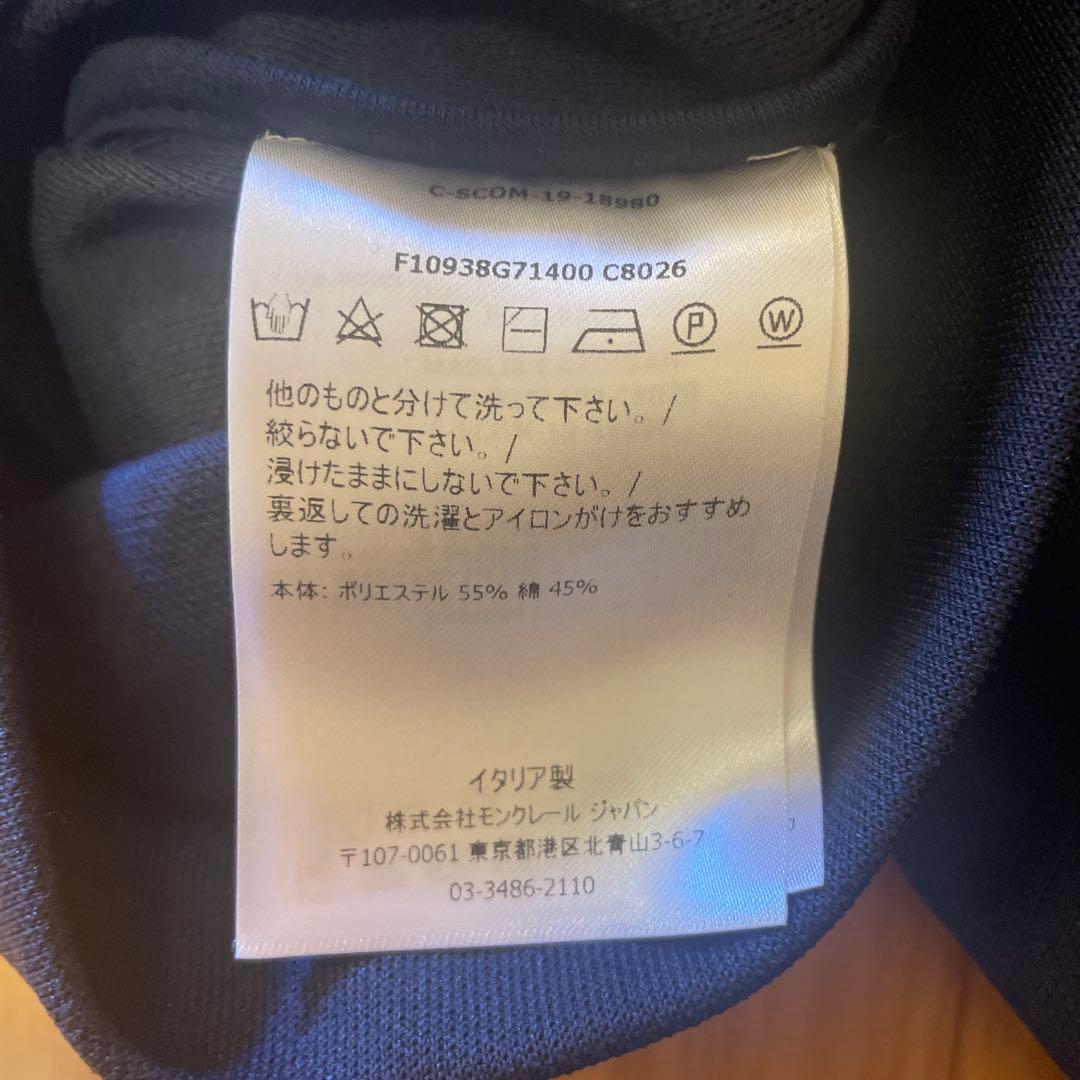 C-SCOM-19-18980
F10938G71400 C8026
P
W
他のものと分けて洗って下さい。/
絞らないで下さい。/
浸けたままにしないで下さい。/
裏返しての洗濯とアイロンがけをおすすめ
します。
本体: ポリエステル 55% 綿 45%
イタリア製
株式会社モンクレール ジャパン
〒107-0061 東京都港区北青山3-6-7
03-3486-2110